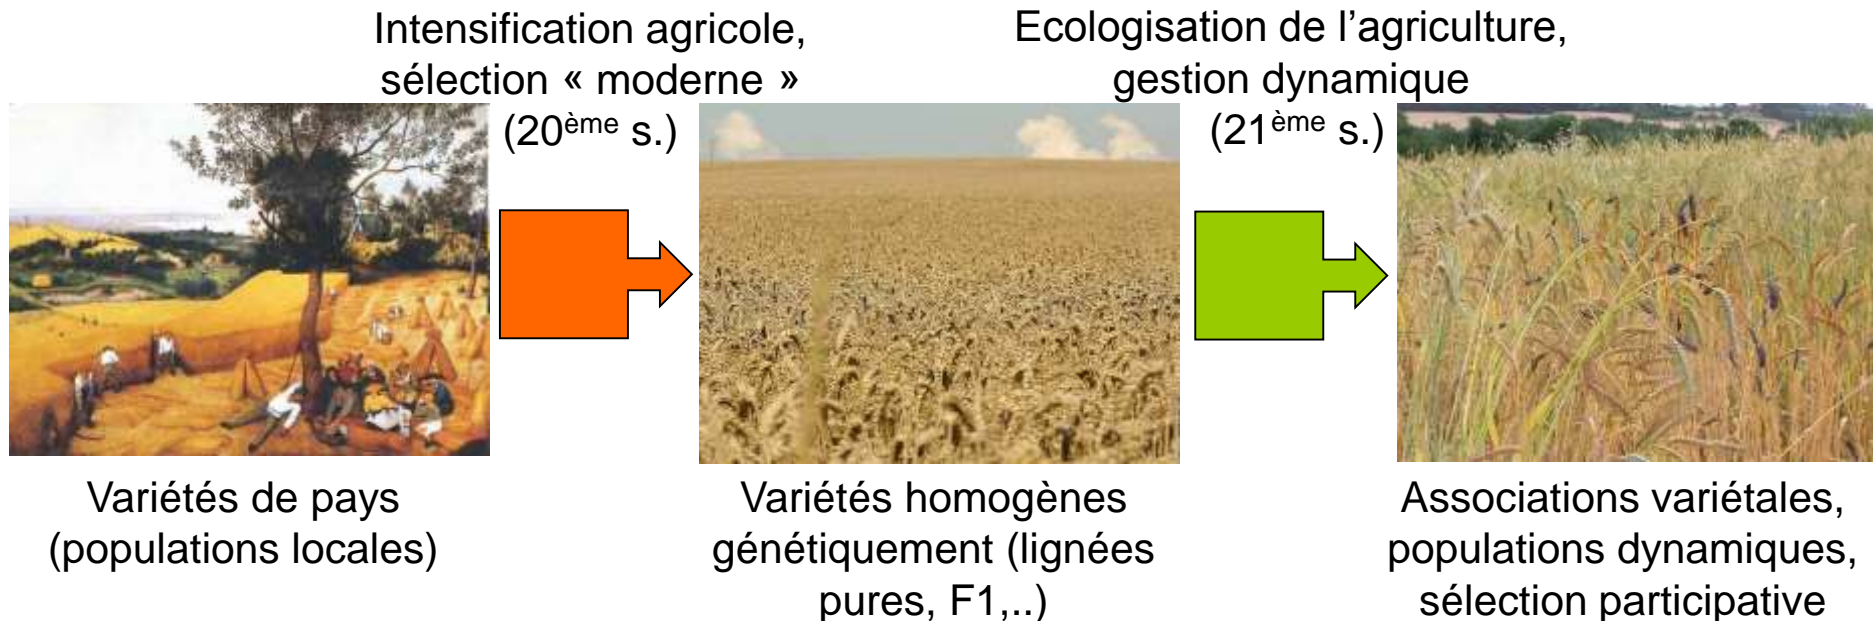 Intensification agricole,
sélection « moderne »
(20ème s.)
Ecologisation de l’agriculture,
gestion dynamique
(21ème s.)
Variétés de pays
(populations locales)
Variétés homogènes
génétiquement (lignées
pures, F1,..)
Associations variétales,
populations dynamiques,
sélection participative